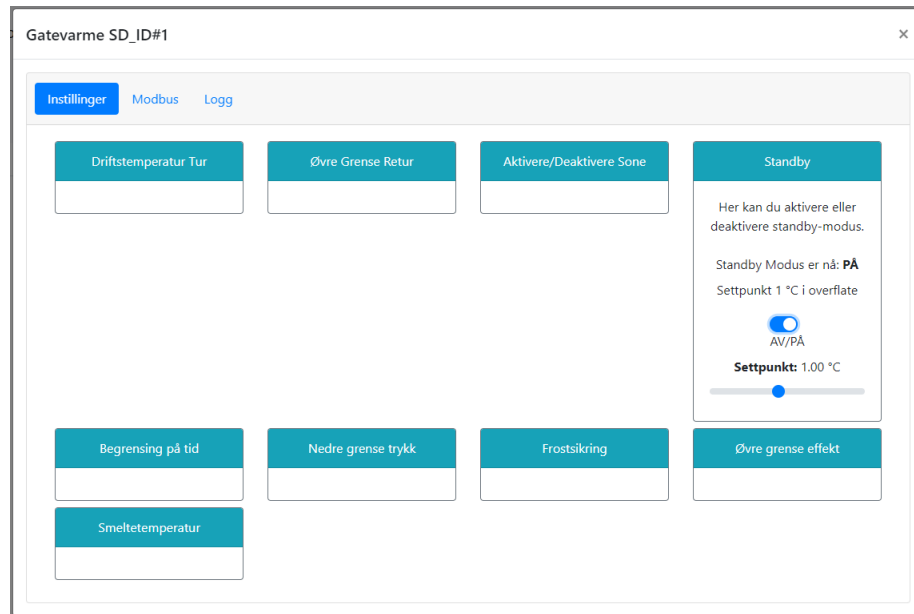 Gatevarme SD_ID#1
×
Instillinger Modbus Logg
Driftstemperatur Tur
Øvre Grense Retur
Aktivere/Deaktivere Sone
Standby
Her kan du aktivere eller
deaktivere standby-modus.
Standby Modus er nå: PÅ
Settpunkt 1 °C i overflate
AV/PÅ
Settpunkt: 1.00 °C
Begrensing på tid
Nedre grense trykk
Frostsikring
Øvre grense effekt
Smeltetemperatur